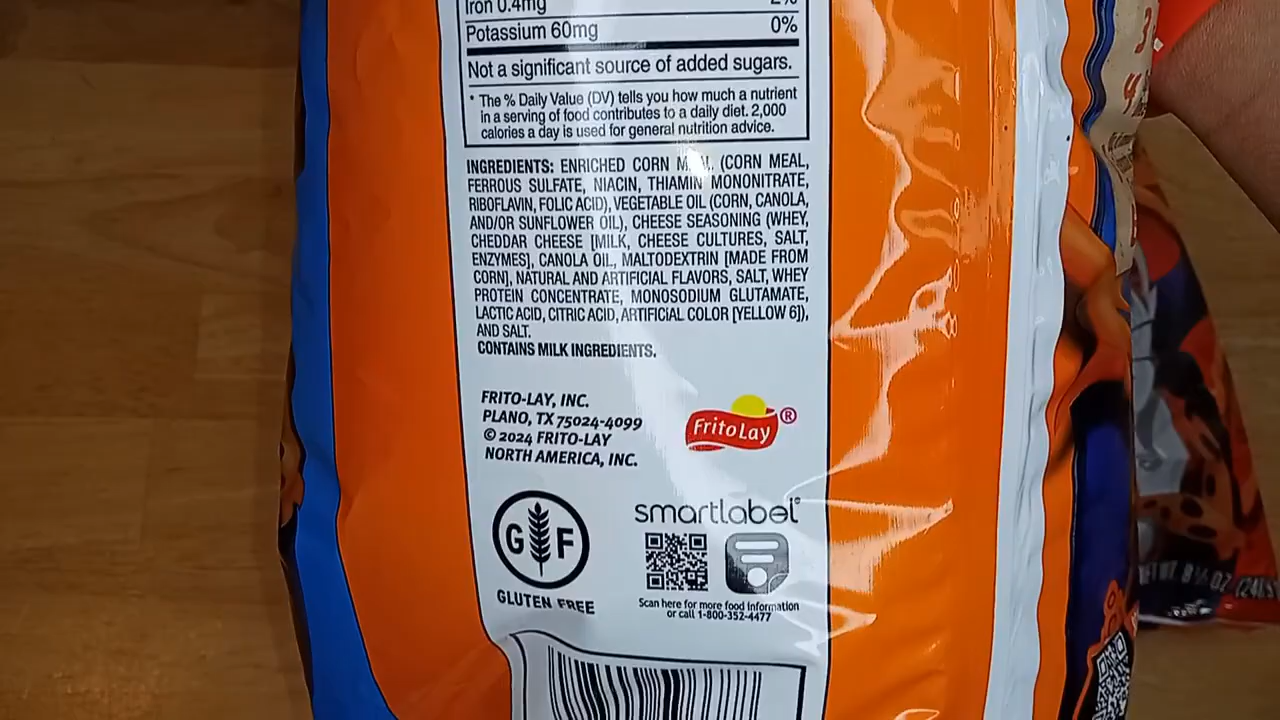 Iron 0.4mg 2%
Potassium 60mg 0%
Not a significant source of added sugars.
* The % Daily Value (DV) tells you how much a nutrient
in a serving of food contributes to a daily diet. 2,000
calories a day is used for general nutrition advice.
INGREDIENTS: ENRICHED CORN MEAL (CORN MEAL,
FERROUS SULFATE, NIACIN, THIAMIN MONONITRATE,
RIBOFLAVIN, FOLIC ACID), VEGETABLE OIL (CORN, CANOLA,
AND/OR SUNFLOWER OIL), CHEESE SEASONING (WHEY,
CHEDDAR CHEESE [MILK, CHEESE CULTURES, SALT,
ENZYMES], CANOLA OIL, MALTODEXTRIN [MADE FROM
CORN], NATURAL AND ARTIFICIAL FLAVORS, SALT, WHEY
PROTEIN CONCENTRATE, MONOSODIUM GLUTAMATE,
LACTIC ACID, CITRIC ACID, ARTIFICIAL COLOR [YELLOW 6]),
AND SALT.
CONTAINS MILK INGREDIENTS.
FRITO-LAY, INC.
PLANO, TX 75024-4099
© 2024 FRITO-LAY
NORTH AMERICA, INC.
FritoLay®
GF
GLUTEN FREE
smartlabel®
Scan here for more food information
or call 1-800-352-4477